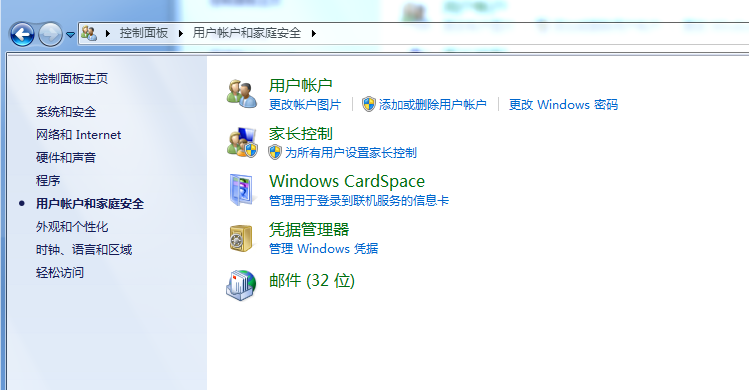 控制面板 用户帐户和家庭安全
控制面板主页
系统和安全
网络和 Internet
硬件和声音
程序
用户帐户和家庭安全
外观和个性化
时钟、语言和区域
轻松访问
用户帐户
更改帐户图片 添加或删除用户帐户 更改 Windows 密码
家长控制
为所有用户设置家长控制
Windows CardSpace
管理用于登录到联机服务的信息卡
凭据管理器
管理 Windows 凭据
邮件 (32 位)